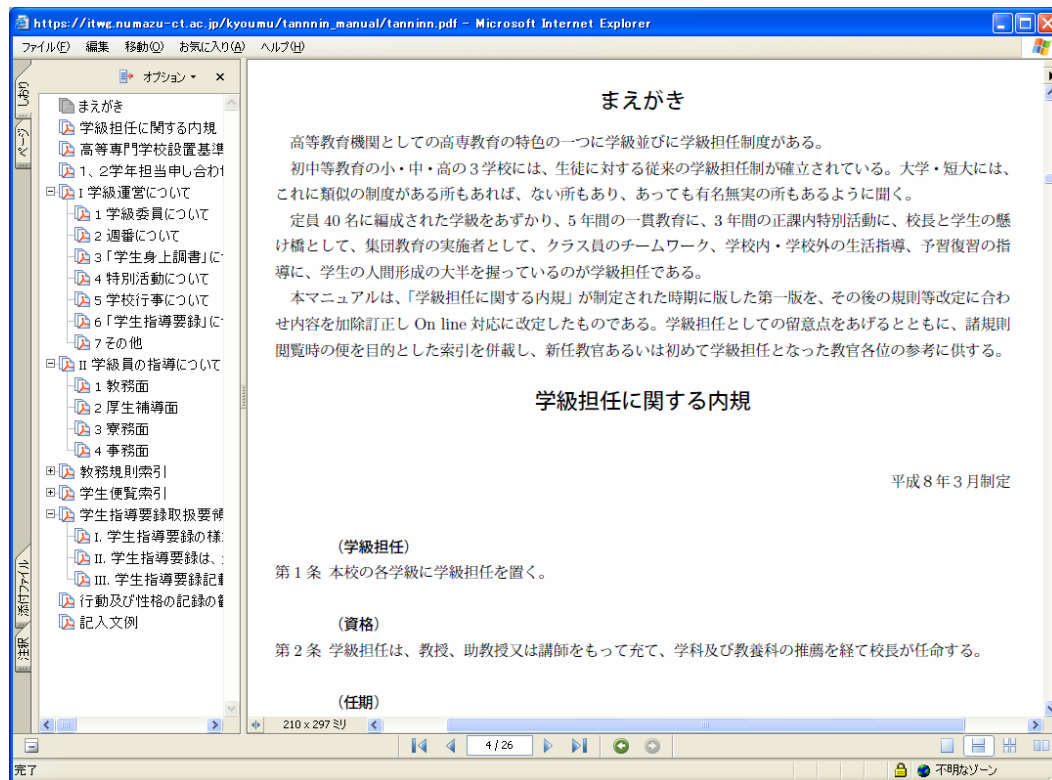 https://itwg.numazu-ct.ac.jp/kyoumu/tannnin_manual/tanninn.pdf - Microsoft Internet Explorer
ファイル(F) 編集 移動(O) お気に入り(A) ヘルプ(H)
オプション
しおり
ページ
添付ファイル
注釈
まえがき
学級担任に関する内規
高等専門学校設置基準
1、2学年担当申し合わ
I 学級運営について
1 学級委員について
2 週番について
3「学生身上調書」に
4 特別活動について
5 学校行事について
6「学生指導要録」に
7 その他
II 学級員の指導について
1 教務面
2 厚生補導面
3 寮務面
4 事務面
教務規則索引
学生便覧索引
学生指導要録取扱要領
I. 学生指導要録の様
II. 学生指導要録は、
III. 学生指導要録記載
行動及び性格の記録の
記入文例
まえがき
高等教育機関としての高専教育の特色の一つに学級並びに学級担任制度がある。
初中等教育の小・中・高の3学校には、生徒に対する従来の学級担任制が確立されている。大学・短大には、
これに類似の制度がある所もあれば、ない所もあり、あっても有名無実の所もあるように聞く。
定員 40 名に編成された学級をあずかり、5 年間の一貫教育に、3 年間の正課内特別活動に、校長と学生の懸
け橋として、集団教育の実施者として、クラス員のチームワーク、学校内・学校外の生活指導、予習復習の指
導に、学生の人間形成の大半を握っているのが学級担任である。
本マニュアルは、「学級担任に関する内規」が制定された時期に版した第一版を、その後の規則等改定に合わ
せ内容を加除訂正し On line 対応に改定したものである。学級担任としての留意点をあげるとともに、諸規則
閲覧時の便を目的とした索引を併載し、新任教官あるいは初めて学級担任となった教官各位の参考に供する。
学級担任に関する内規
平成 8 年 3 月制定
（学級担任）
第 1 条 本校の各学級に学級担任を置く。
（資格）
第 2 条 学級担任は、教授、助教授又は講師をもって充て、学科及び教養科の推薦を経て校長が任命する。
（任期）
210 x 297 ミリ
4 / 26
完了
不明なゾーン